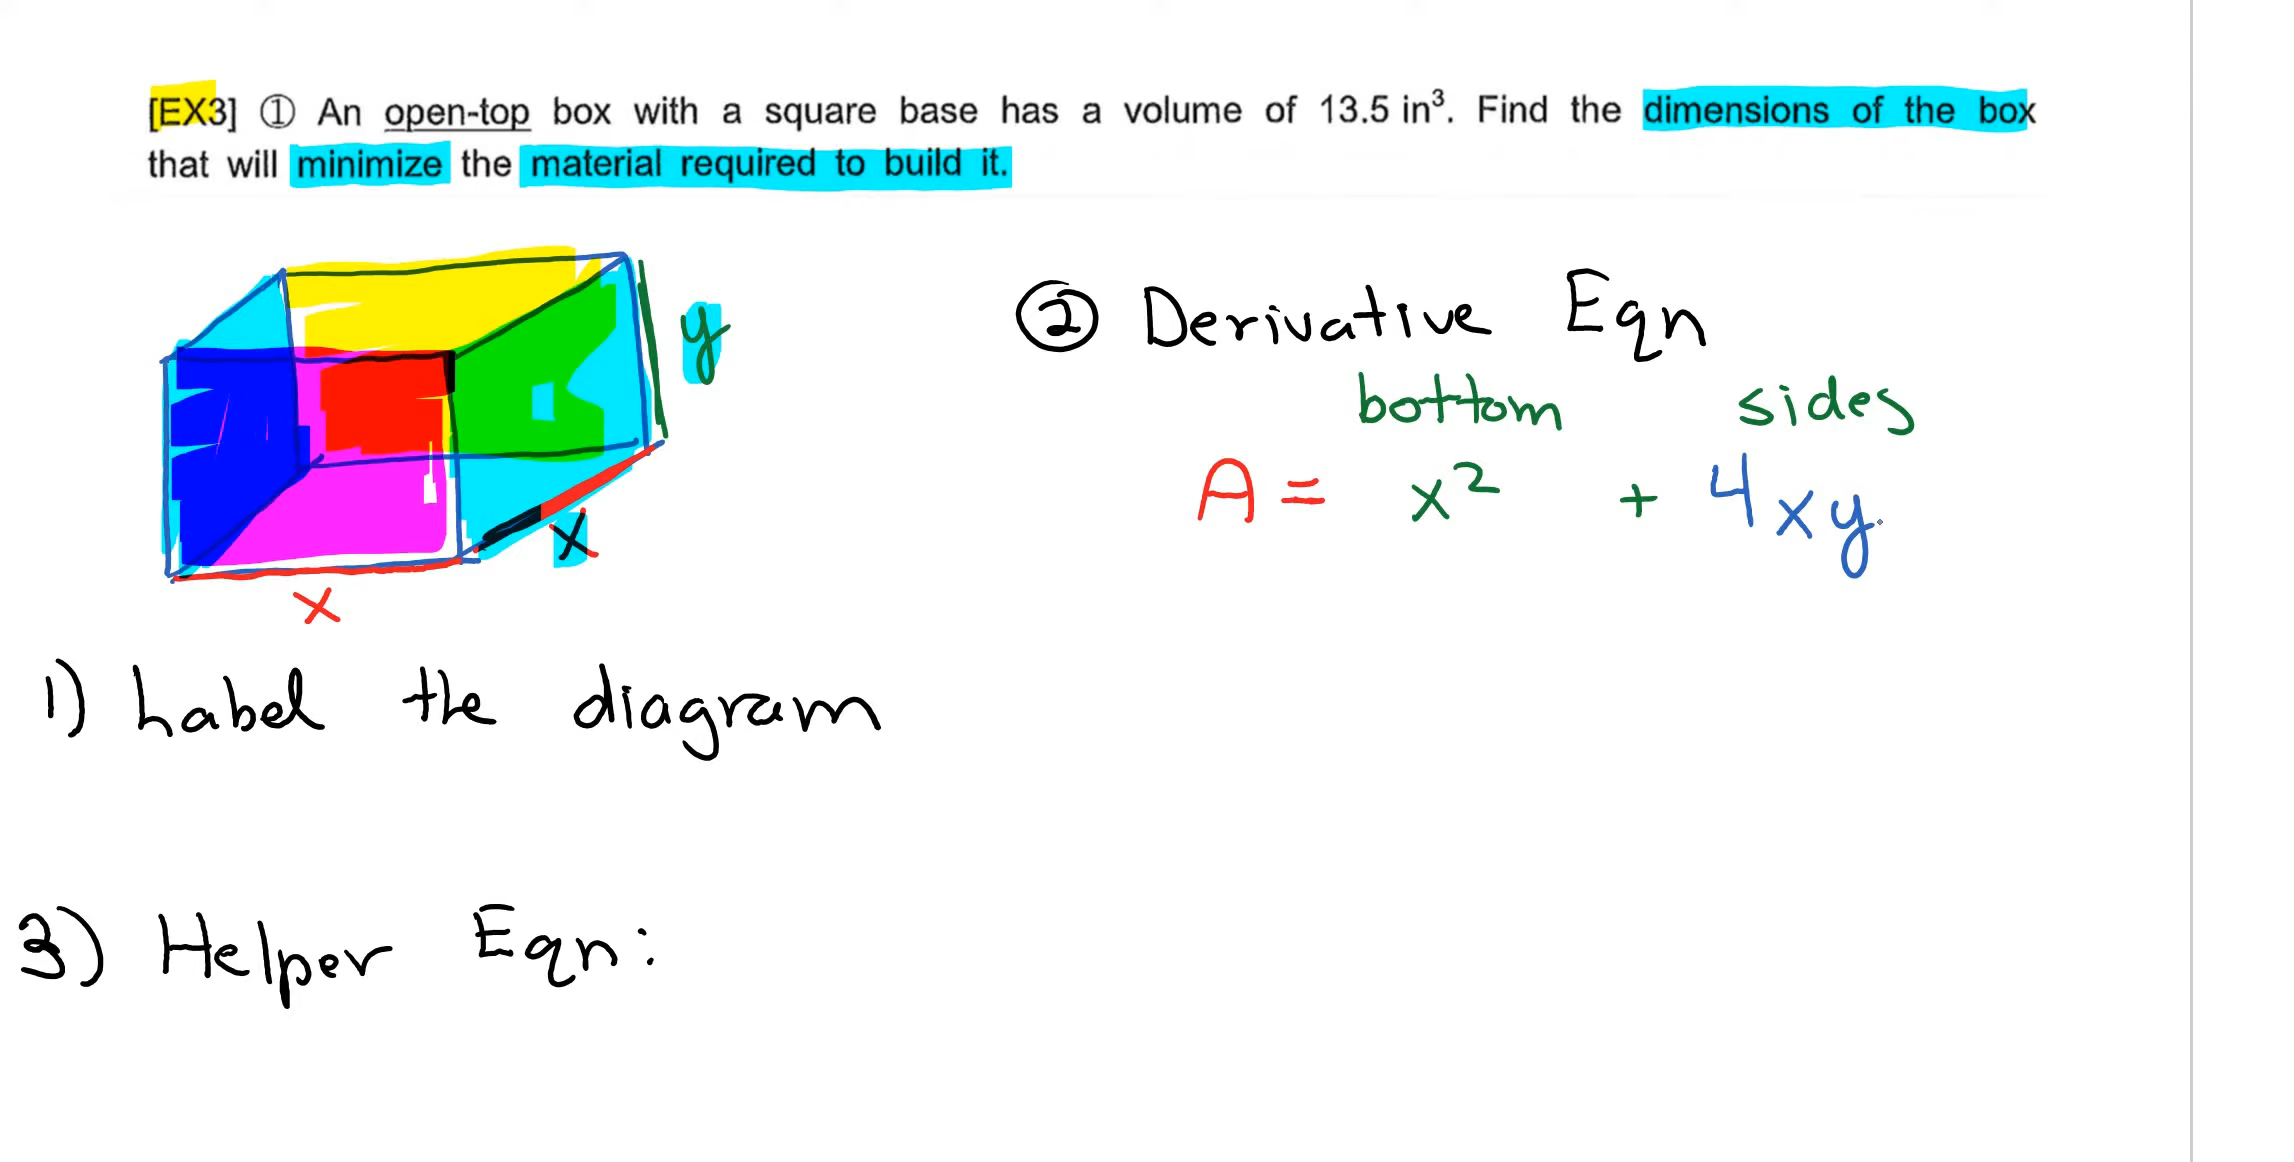 [EX3] ① An open-top box with a square base has a volume of 13.5 in³. Find the dimensions of the box
that will minimize the material required to build it.
y
x
x
② Derivative Eqn
bottom sides
A = x² + 4xy
1) Label the diagram
3) Helper Eqn: